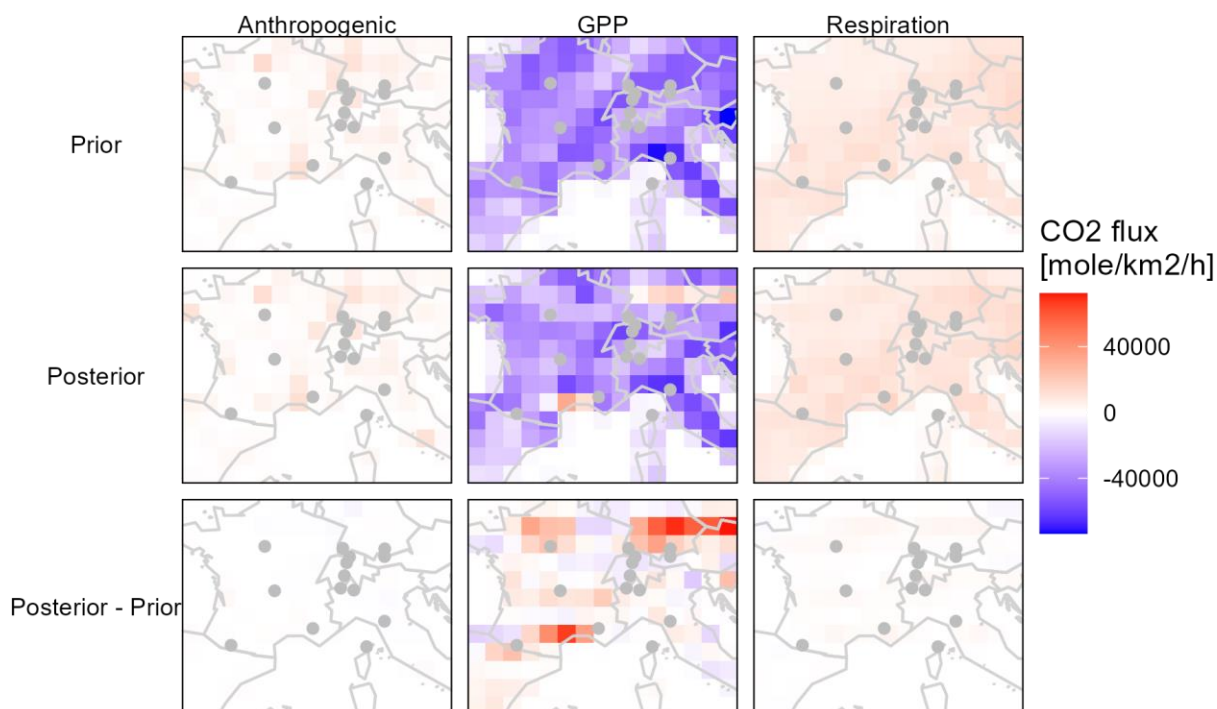 Anthropogenic GPP Respiration
Prior
Posterior
Posterior - Prior
CO2 flux
[mole/km2/h]
40000
0
-40000